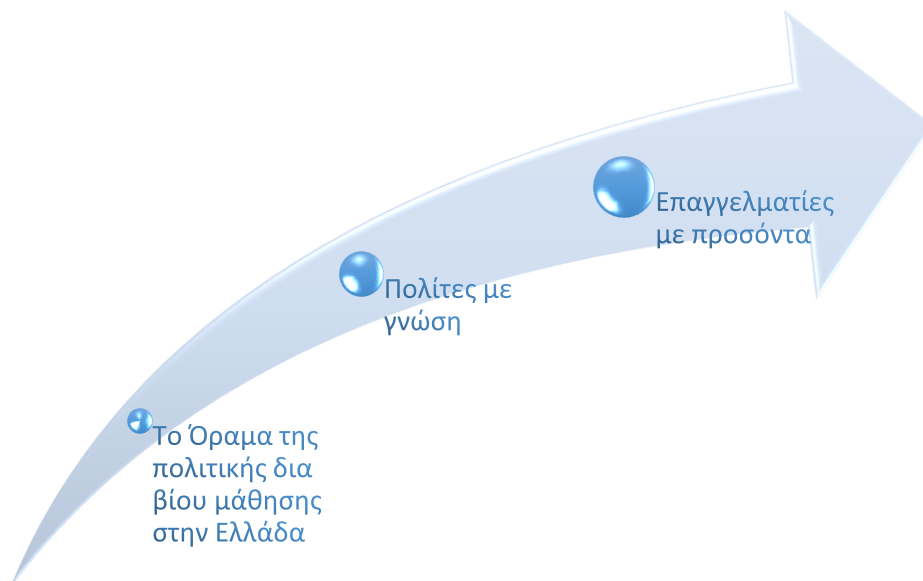 Επαγγελματίες
με προσόντα
Πολίτες με
γνώση
Το Όραμα της
πολιτικής δια
βίου μάθησης
στην Ελλάδα